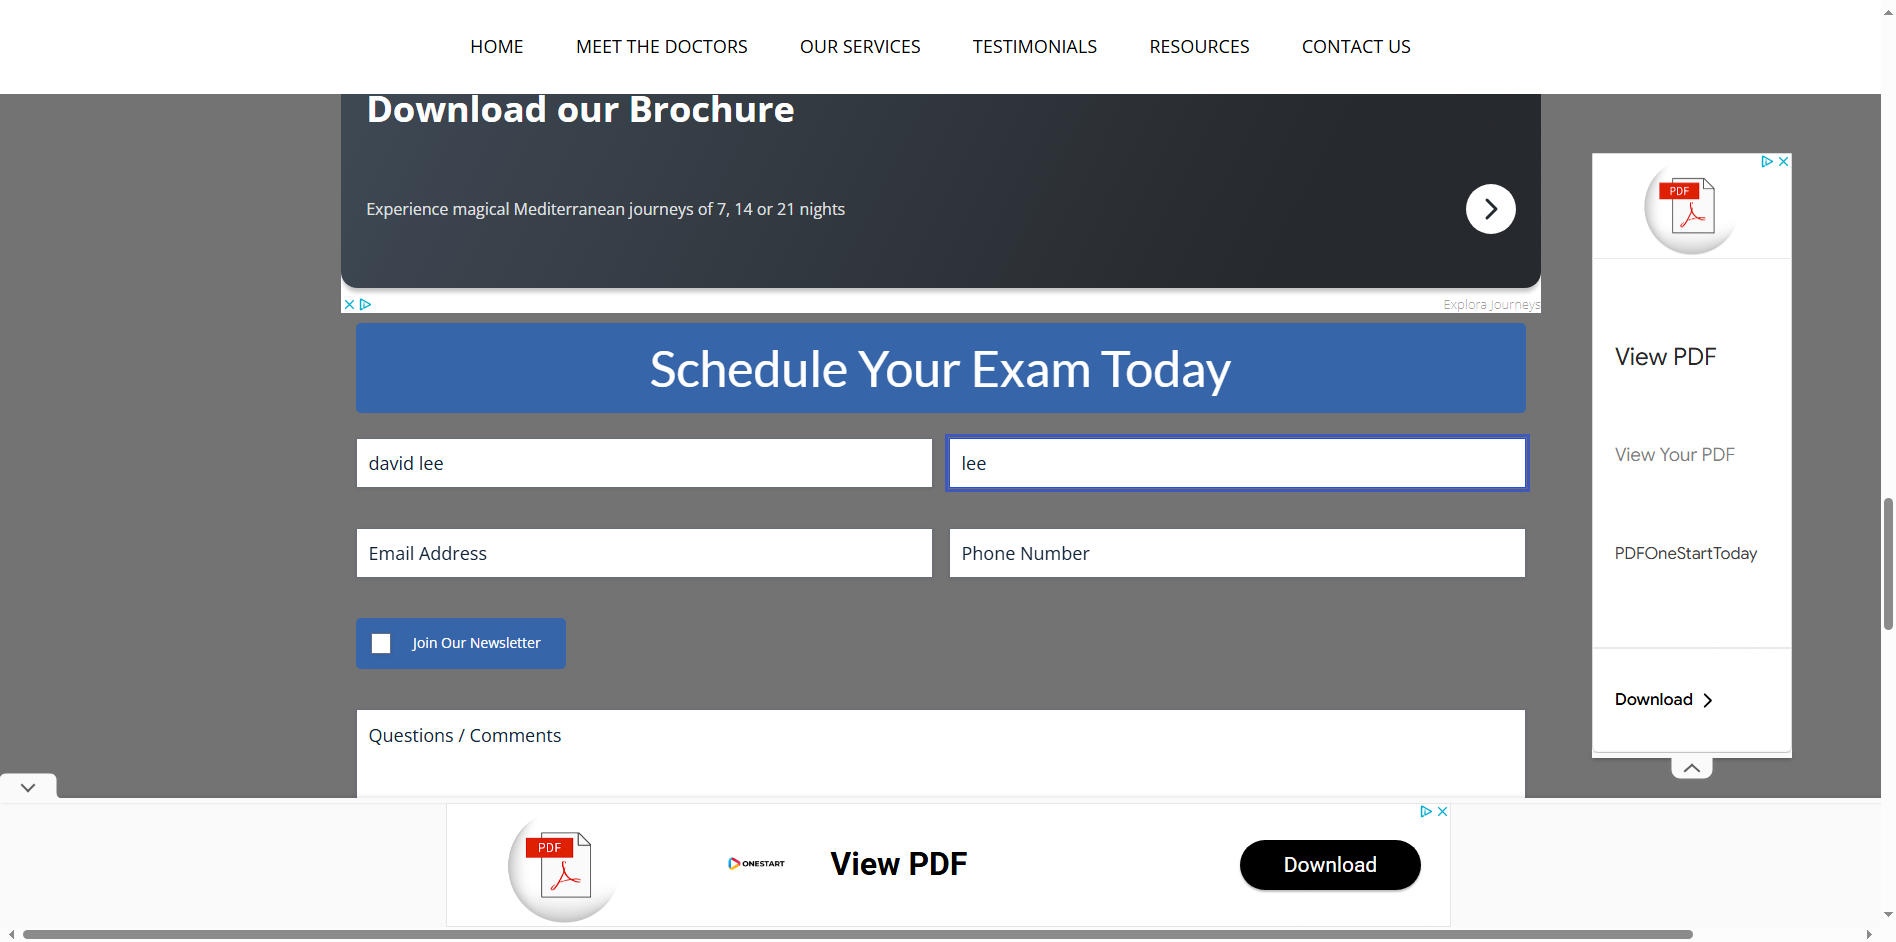 HOME MEET THE DOCTORS OUR SERVICES TESTIMONIALS RESOURCES CONTACT US
Download our Brochure
Experience magical Mediterranean journeys of 7, 14 or 21 nights
Explora Journeys
Schedule Your Exam Today
david lee
lee
Email Address
Phone Number
Join Our Newsletter
Questions / Comments
PDF
View PDF
View Your PDF
PDFOneStartToday
Download
PDF
ONESTART
View PDF
Download